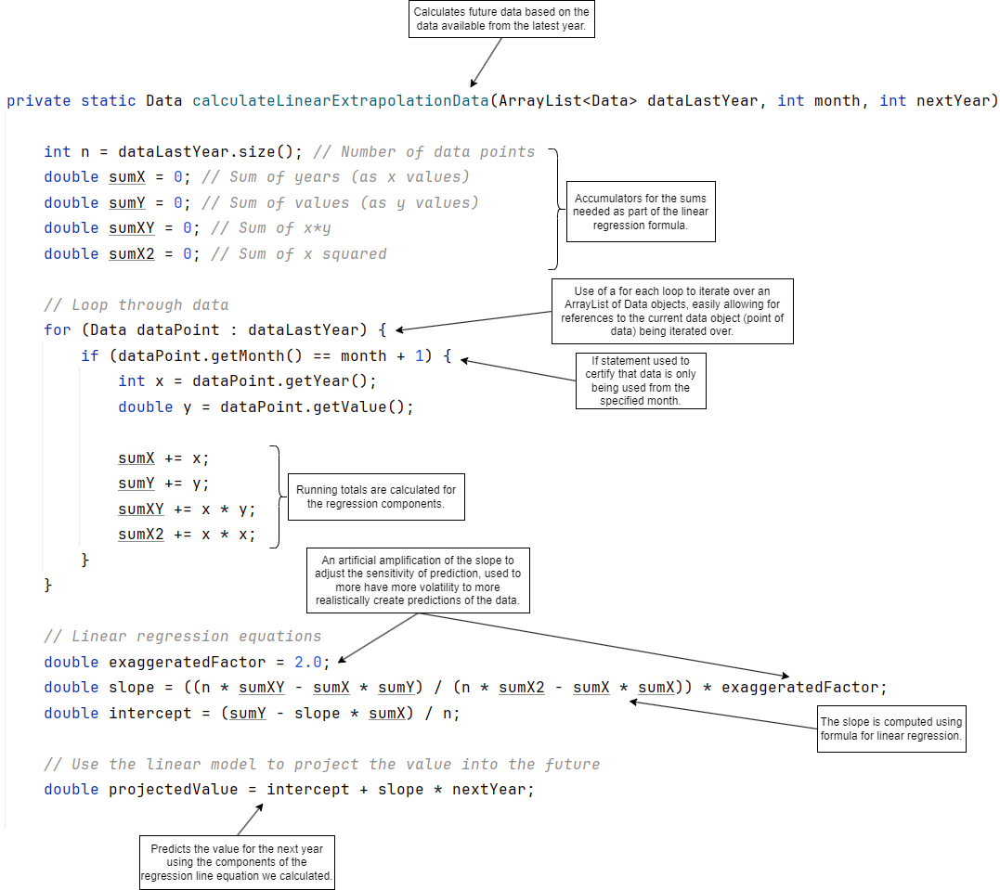 Calculates future data based on the
data available from the latest year.
private static Data calculateLinearExtrapolationData(ArrayList<Data> dataLastYear, int month, int nextYear)
int n = dataLastYear.size(); // Number of data points
double sumX = 0; // Sum of years (as x values)
double sumY = 0; // Sum of values (as y values)
double sumXY = 0; // Sum of x*y
double sumX2 = 0; // Sum of x squared
Accumulators for the sums
needed as part of the linear
regression formula.
// Loop through data
for (Data dataPoint : dataLastYear) {
Use of a for each loop to iterate over an
ArrayList of Data objects, easily allowing for
references to the current data object (point of
data) being iterated over.
if (dataPoint.getMonth() == month + 1) {
If statement used to
certify that data is only
being used from the
specified month.
int x = dataPoint.getYear();
double y = dataPoint.getValue();
sumX += x;
sumY += y;
sumXY += x * y;
sumX2 += x * x;
Running totals are calculated for
the regression components.
}
}
An artificial amplification of the slope to
adjust the sensitivity of prediction, used to
more have more volatility to more
realistically create predictions of the data.
// Linear regression equations
double exaggeratedFactor = 2.0;
double slope = ((n * sumXY - sumX * sumY) / (n * sumX2 - sumX * sumX)) * exaggeratedFactor;
double intercept = (sumY - slope * sumX) / n;
The slope is computed using
formula for linear regression.
// Use the linear model to project the value into the future
double projectedValue = intercept + slope * nextYear;
Predicts the value for the next year
using the components of the
regression line equation we calculated.